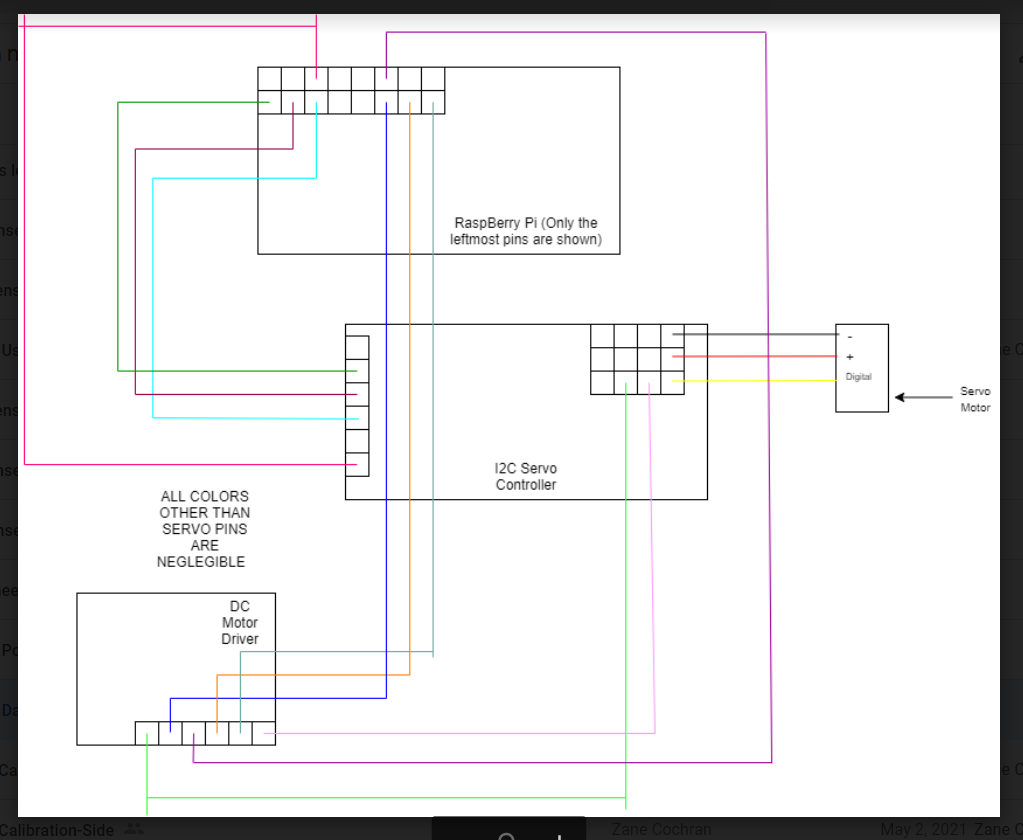 RaspBerry Pi (Only the
leftmost pins are shown)
-
+
Digital
Servo
Motor
I2C Servo
Controller
ALL COLORS
OTHER THAN
SERVO PINS
ARE
NEGLEGIBLE
DC
Motor
Driver
Calibration-Side
Zane Cochran
May 2, 2021 Zane C